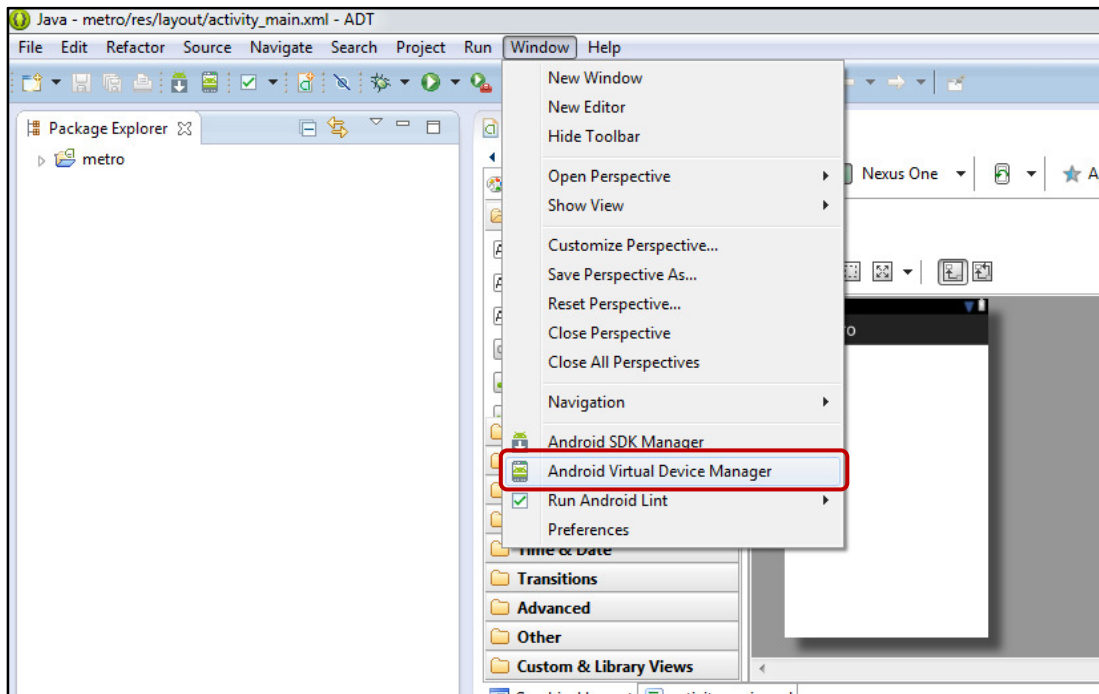 Java - metro/res/layout/activity_main.xml - ADT
File Edit Refactor Source Navigate Search Project Run Window Help
Package Explorer
metro
New Window
New Editor
Hide Toolbar
Open Perspective
Show View
Customize Perspective...
Save Perspective As...
Reset Perspective...
Close Perspective
Close All Perspectives
Navigation
Android SDK Manager
Android Virtual Device Manager
Run Android Lint
Preferences
Nexus One
A
o
Time & Date
Transitions
Advanced
Other
Custom & Library Views